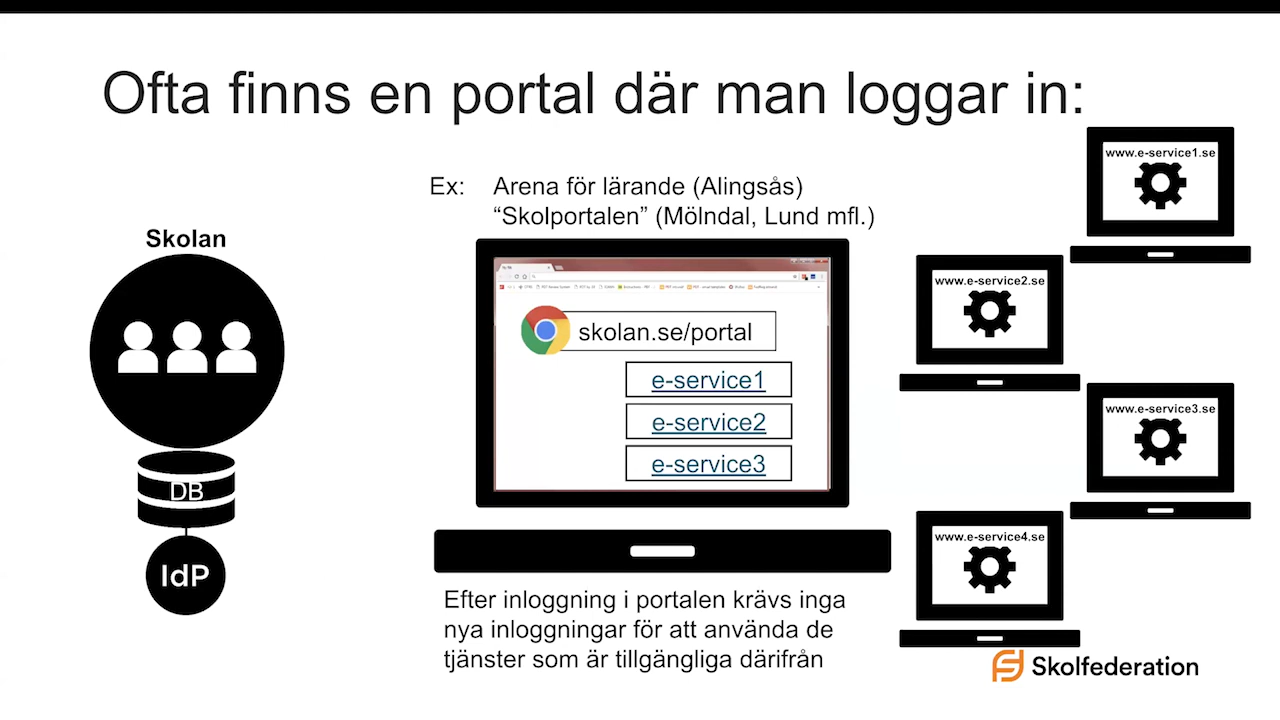 Ofta finns en portal där man loggar in:
Ex: Arena för lärande (Alingsås)
“Skolportalen” (Mölndal, Lund mfl.)
Skolan
DB
IdP
skolan.se/portal
e-service1
e-service2
e-service3
Efter inloggning i portalen krävs inga
nya inloggningar för att använda de
tjänster som är tillgängliga därifrån
www.e-service1.se
www.e-service2.se
www.e-service3.se
www.e-service4.se
Skolfederation